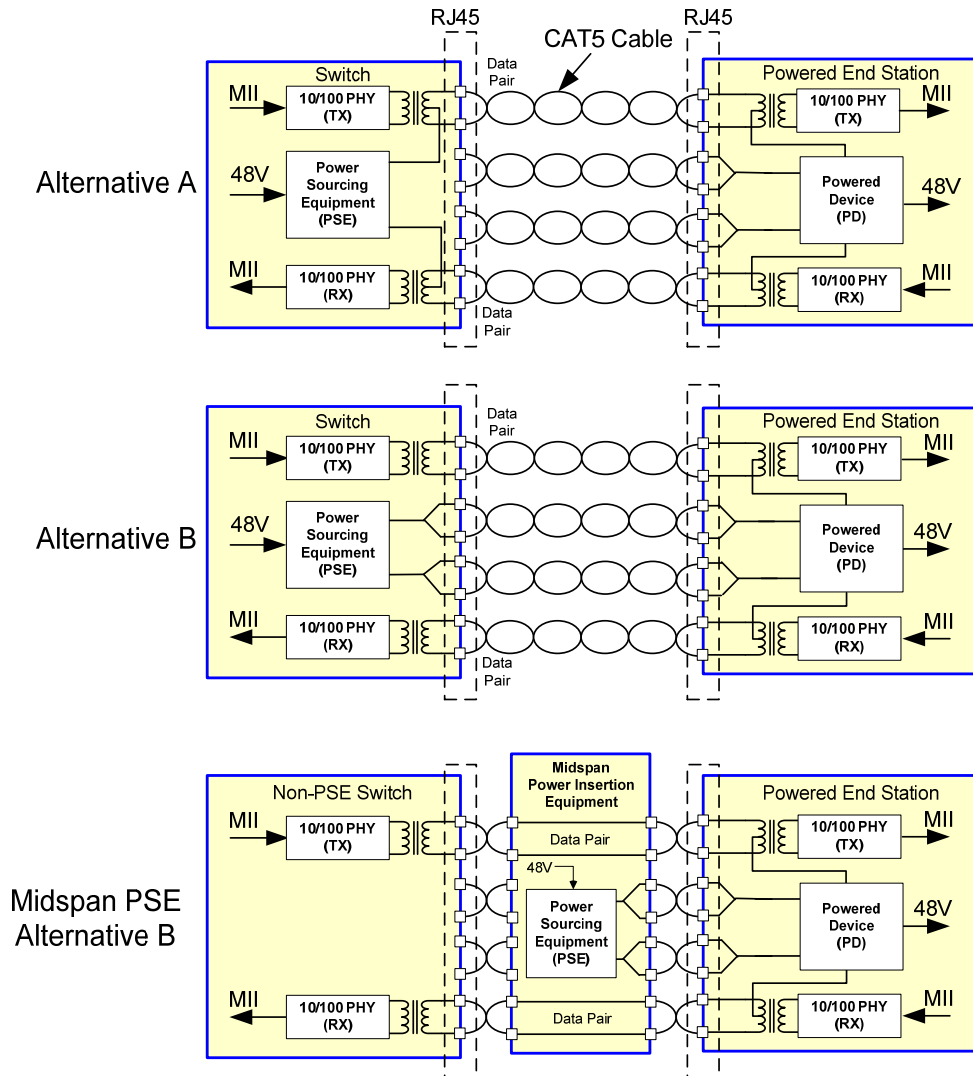 RJ45
RJ45
CAT5 Cable
Alternative A
Switch
MII
10/100 PHY
(TX)
48V
Power
Sourcing
Equipment
(PSE)
MII
10/100 PHY
(RX)
Data
Pair
Data
Pair
Powered End Station
10/100 PHY
(TX)
MII
Powered
Device
(PD)
48V
10/100 PHY
(RX)
MII
Alternative B
Switch
MII
10/100 PHY
(TX)
48V
Power
Sourcing
Equipment
(PSE)
MII
10/100 PHY
(RX)
Data
Pair
Data
Pair
Powered End Station
10/100 PHY
(TX)
MII
Powered
Device
(PD)
48V
10/100 PHY
(RX)
MII
Midspan PSE
Alternative B
Non-PSE Switch
MII
10/100 PHY
(TX)
MII
10/100 PHY
(RX)
Midspan
Power Insertion
Equipment
Data Pair
48V
Power
Sourcing
Equipment
(PSE)
Data Pair
Powered End Station
10/100 PHY
(TX)
MII
Powered
Device
(PD)
48V
10/100 PHY
(RX)
MII